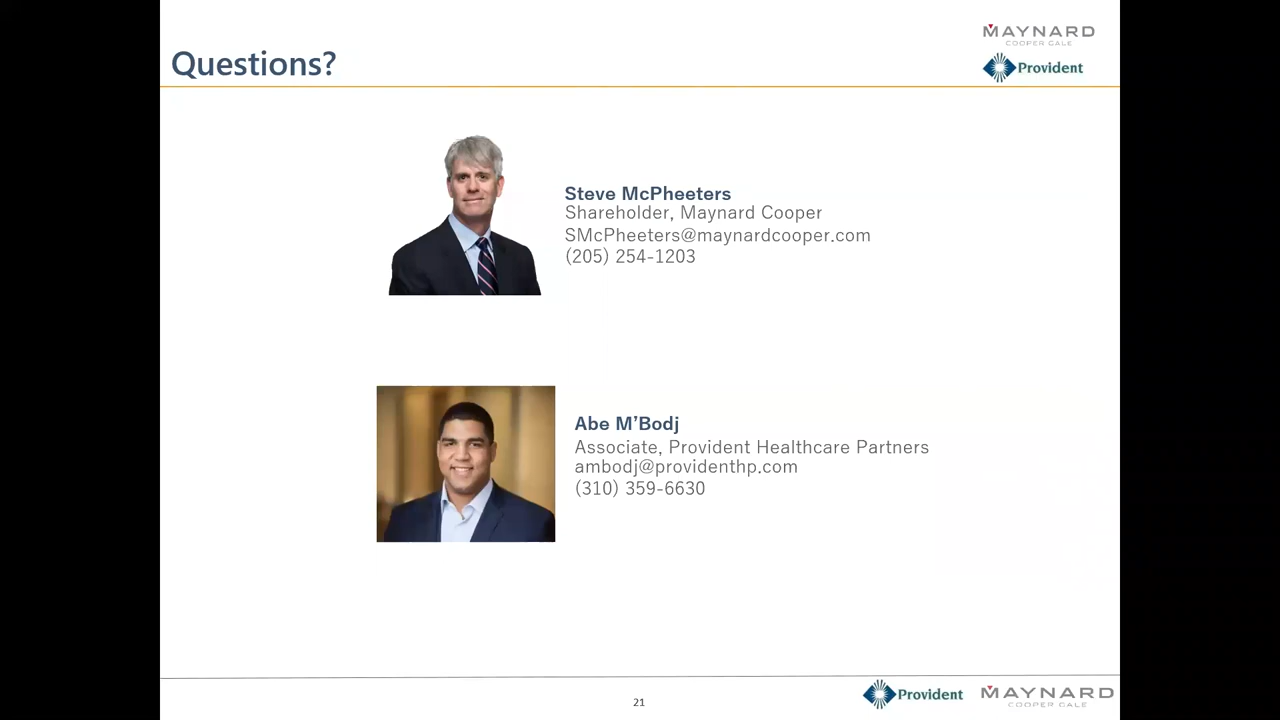 MAYNARD
COOPER GALE
Questions?
Provident
Steve McPheeters
Shareholder, Maynard Cooper
SMcPheeters@maynardcooper.com
(205) 254-1203
Abe M’Bodj
Associate, Provident Healthcare Partners
ambodj@providenthp.com
(310) 359-6630
21
Provident
MAYNARD
COOPER GALE